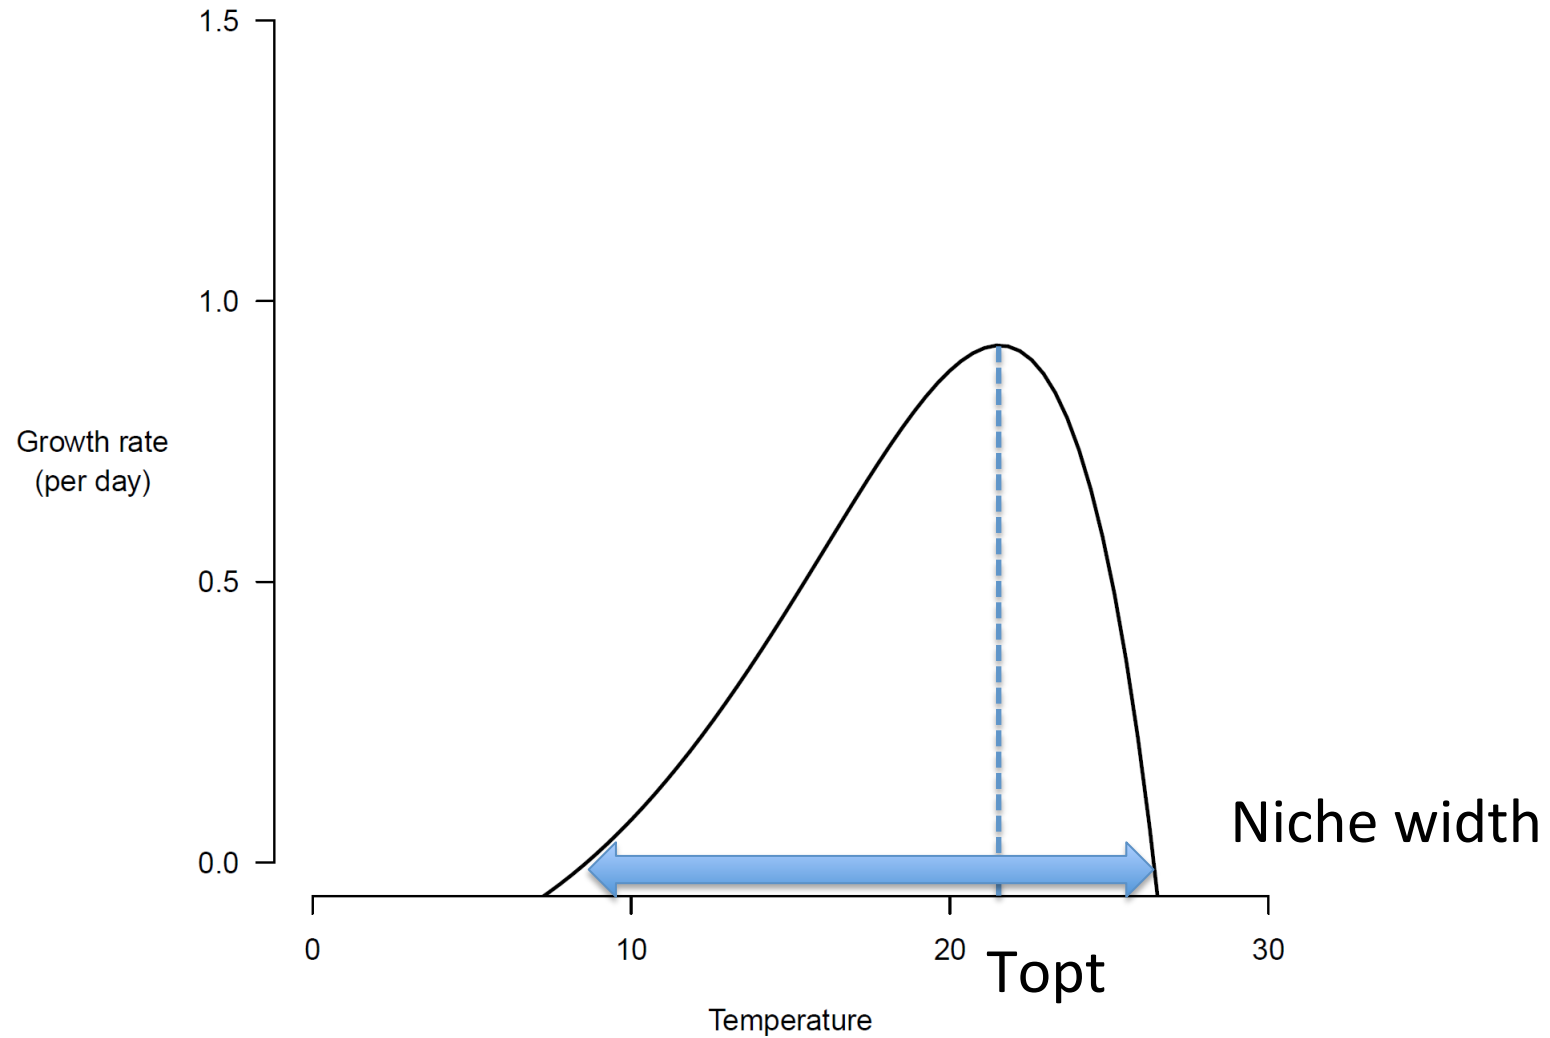 1.5
1.0
Growth rate
(per day)
0.5
Niche width
0.0
0 10 20 30
Topt
Temperature